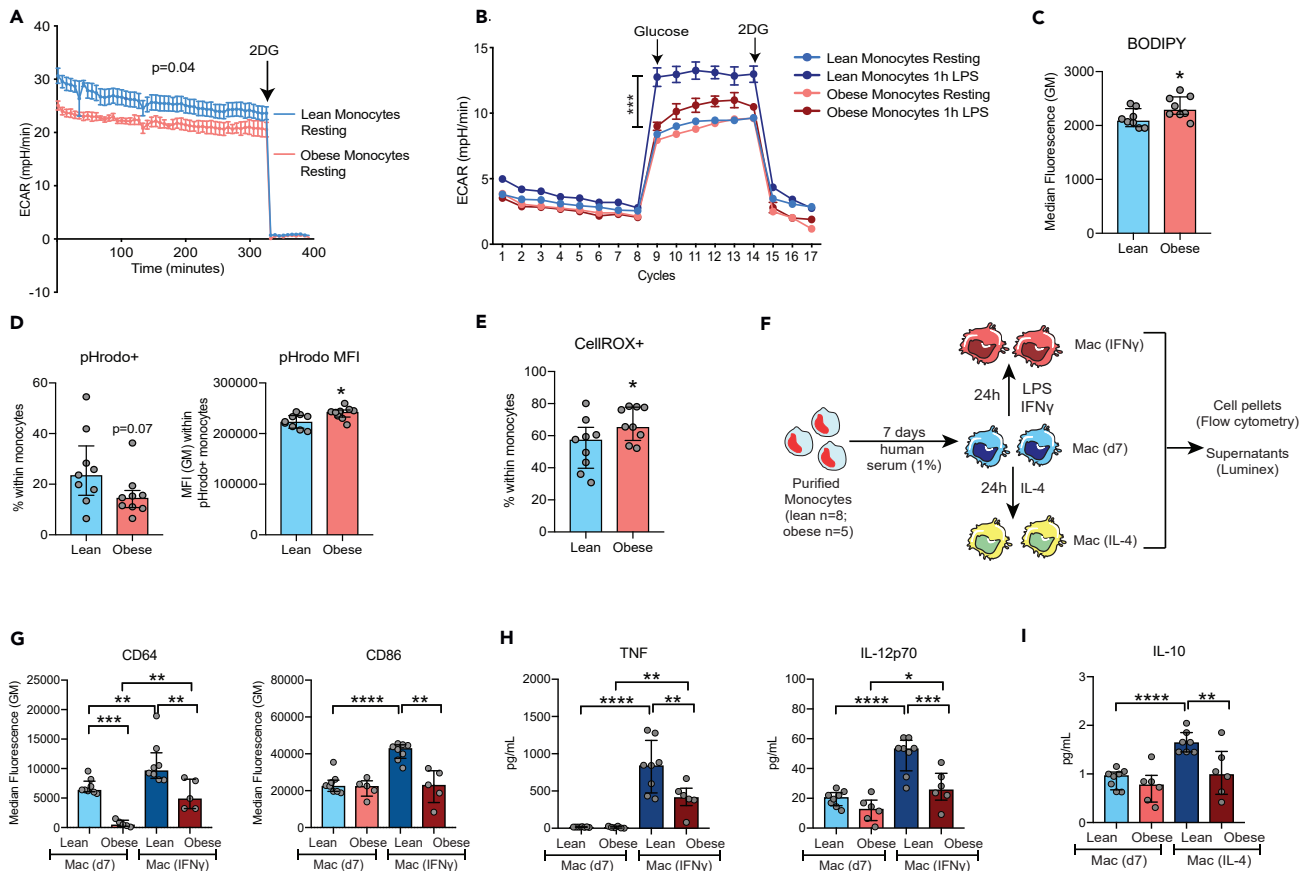 A
40
30
20
10
0
-10
ECAR (mpH/min)
p=0.04
2DG
100
200
300
400
Time (minutes)
Lean Monocytes
Resting
Obese Monocytes
Resting
B.
15
10
5
0
ECAR (mpH/min)
Glucose
2DG
***
1 2 3 4 5 6 7 8 9 10 11 12 13 14 15 16 17
Cycles
Lean Monocytes Resting
Lean Monocytes 1h LPS
Obese Monocytes Resting
Obese Monocytes 1h LPS
C
BODIPY
3000
2000
1000
0
Median Fluorescence (GM)
*
Lean Obese
D
pHrodo+
60
40
20
0
% within monocytes
p=0.07
Lean Obese
pHrodo MFI
300000
200000
100000
0
MFI (GM) within
pHrodo+ monocytes
*
Lean Obese
E
CellROX+
100
80
60
40
20
0
% within monocytes
*
Lean Obese
F
Purified
Monocytes
(lean n=8;
obese n=5)
7 days
human
serum (1%)
Mac (IFNγ)
24h
LPS
IFNγ
Mac (d7)
24h
IL-4
Mac (IL-4)
Cell pellets
(Flow cytometry)
Supernatants
(Luminex)
G
CD64
25000
20000
15000
10000
5000
0
Median Fluorescence (GM)
**
** **
***
Lean Obese Lean Obese
Mac (d7) Mac (IFNγ)
CD86
80000
60000
40000
20000
0
Median Fluorescence (GM)
**** **
Lean Obese Lean Obese
Mac (d7) Mac (IFNγ)
H
TNF
2000
1500
1000
500
0
pg/mL
**
**** **
Lean Obese Lean Obese
Mac (d7) Mac (IFNγ)
IL-12p70
100
80
60
40
20
0
pg/mL
*
**** ***
Lean Obese Lean Obese
Mac (d7) Mac (IFNγ)
I
IL-10
4
3
2
1
0
pg/mL
**** **
Lean Obese Lean Obese
Mac (d7) Mac (IL-4)